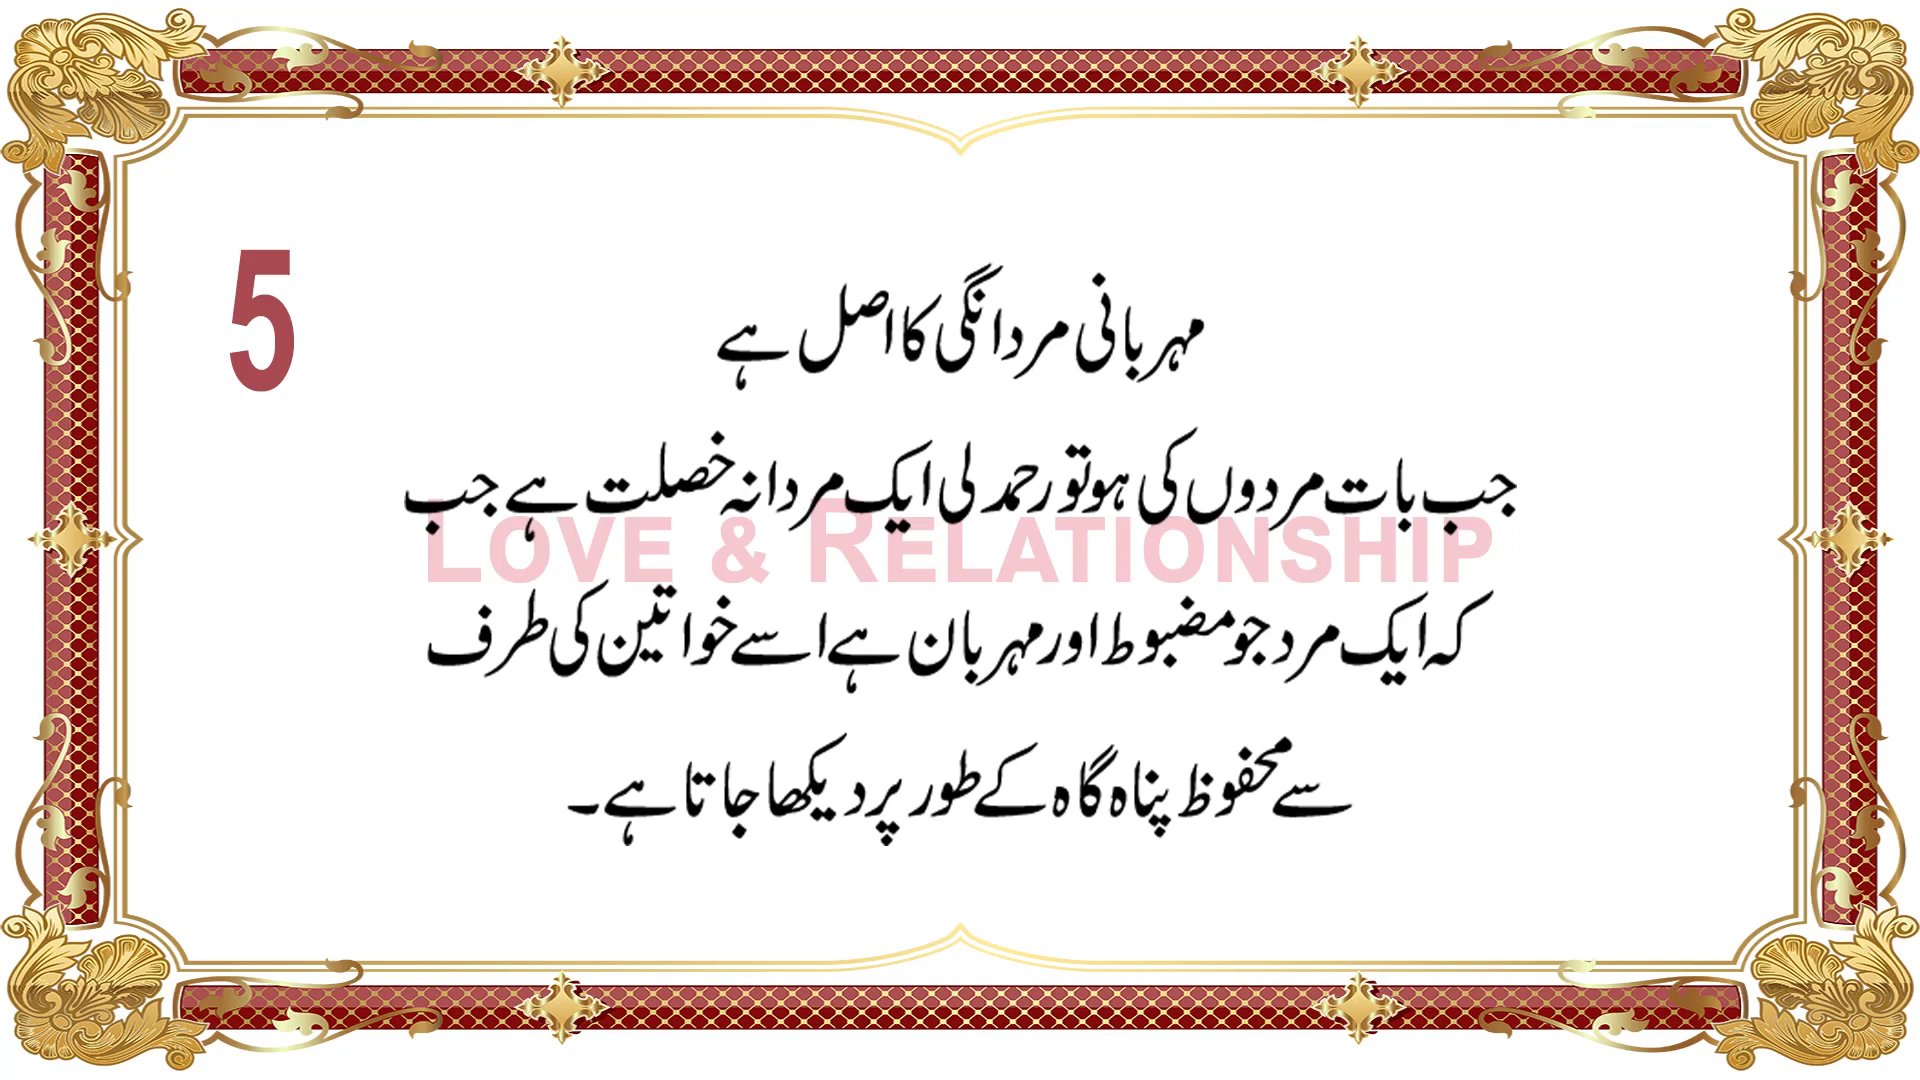 5
مہربانی مردانگی کا اصل ہے
جب بات مردوں کی ہو تو رحمدلی ایک مردانہ خصلت ہے جب
LOVE & RELATIONSHIP
کہ ایک مرد جو مضبوط اور مہربان ہے اسے خواتین کی طرف
سے محفوظ پناہ گاہ کے طور پر دیکھا جاتا ہے۔